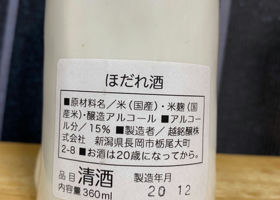 ほだれ酒
■原材料名／米（国産）・米麹（国
産米）・醸造アルコール ■アルコー
ル分／15% ■製造者／越銘醸株
式会社 新潟県長岡市栃尾大町
2-8 ■お酒は20歳になってから。
品目 清酒 製造年月
内容量 360ml 20 12